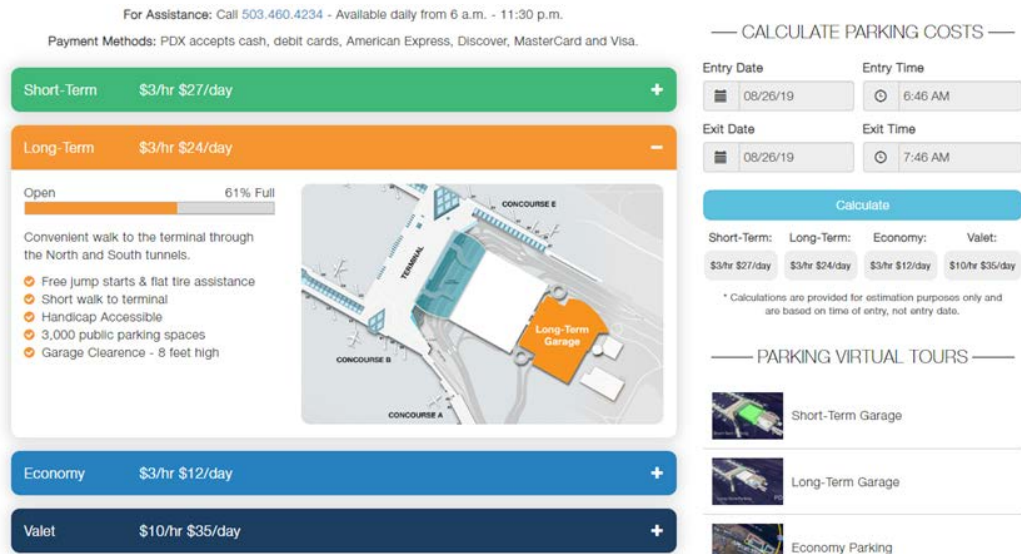 For Assistance: Call 503.460.4234 - Available daily from 6 a.m. - 11:30 p.m.
Payment Methods: PDX accepts cash, debit cards, American Express, Discover, MasterCard and Visa.
Short-Term $3/hr $27/day +
Long-Term $3/hr $24/day −
Open 61% Full
Convenient walk to the terminal through
the North and South tunnels.
Free jump starts & flat tire assistance
Short walk to terminal
Handicap Accessible
3,000 public parking spaces
Garage Clearence - 8 feet high
CONCOURSE E
TERMINAL
Long-Term
Garage
CONCOURSE B
CONCOURSE A
Economy $3/hr $12/day +
Valet $10/hr $35/day +
CALCULATE PARKING COSTS
Entry Date Entry Time
08/26/19 6:46 AM
Exit Date Exit Time
08/26/19 7:46 AM
Calculate
Short-Term: Long-Term: Economy: Valet:
$3/hr $27/day $3/hr $24/day $3/hr $12/day $10/hr $35/day
* Calculations are provided for estimation purposes only and
are based on time of entry, not entry date.
PARKING VIRTUAL TOURS
Short-Term Garage
Long-Term Garage
Economy Parking